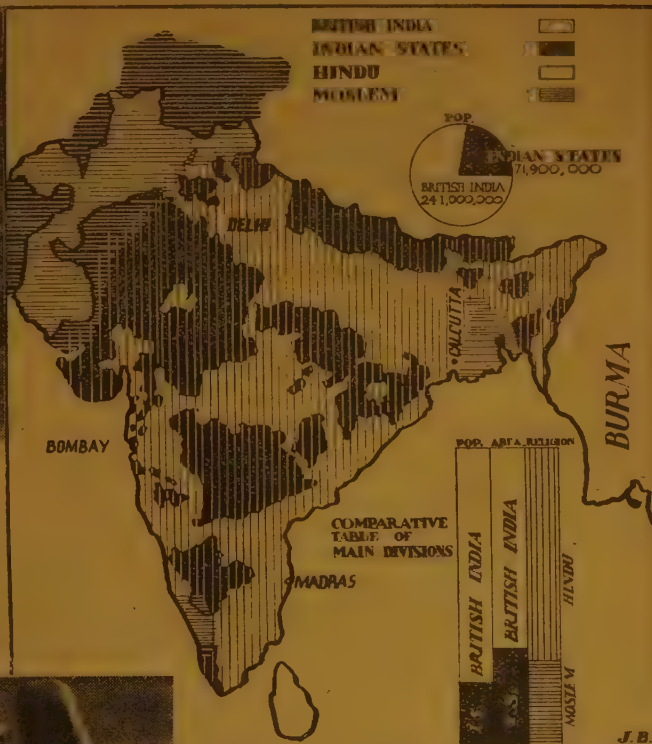 BRITISH INDIA
INDIAN STATES
HINDU
MOSLEM
POP.
INDIAN STATES
71,900,000
BRITISH INDIA
241,000,000
DELHI
CALCUTTA
BURMA
BOMBAY
MADRAS
COMPARATIVE
TABLE OF
MAIN DIVISIONS
POP. AREA RELIGION
BRITISH INDIA
BRITISH INDIA
HINDU
MOSLEM
J.B.